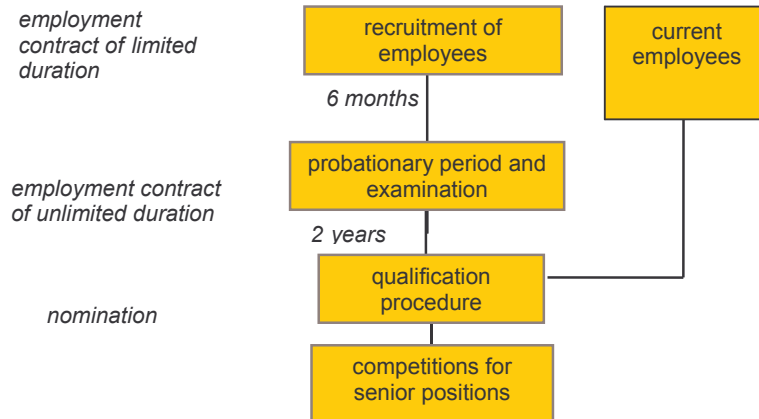 employment
contract of limited
duration
recruitment of
employees
current
employees
6 months
probationary period and
examination
employment contract
of unlimited duration
2 years
qualification
procedure
nomination
competitions for
senior positions